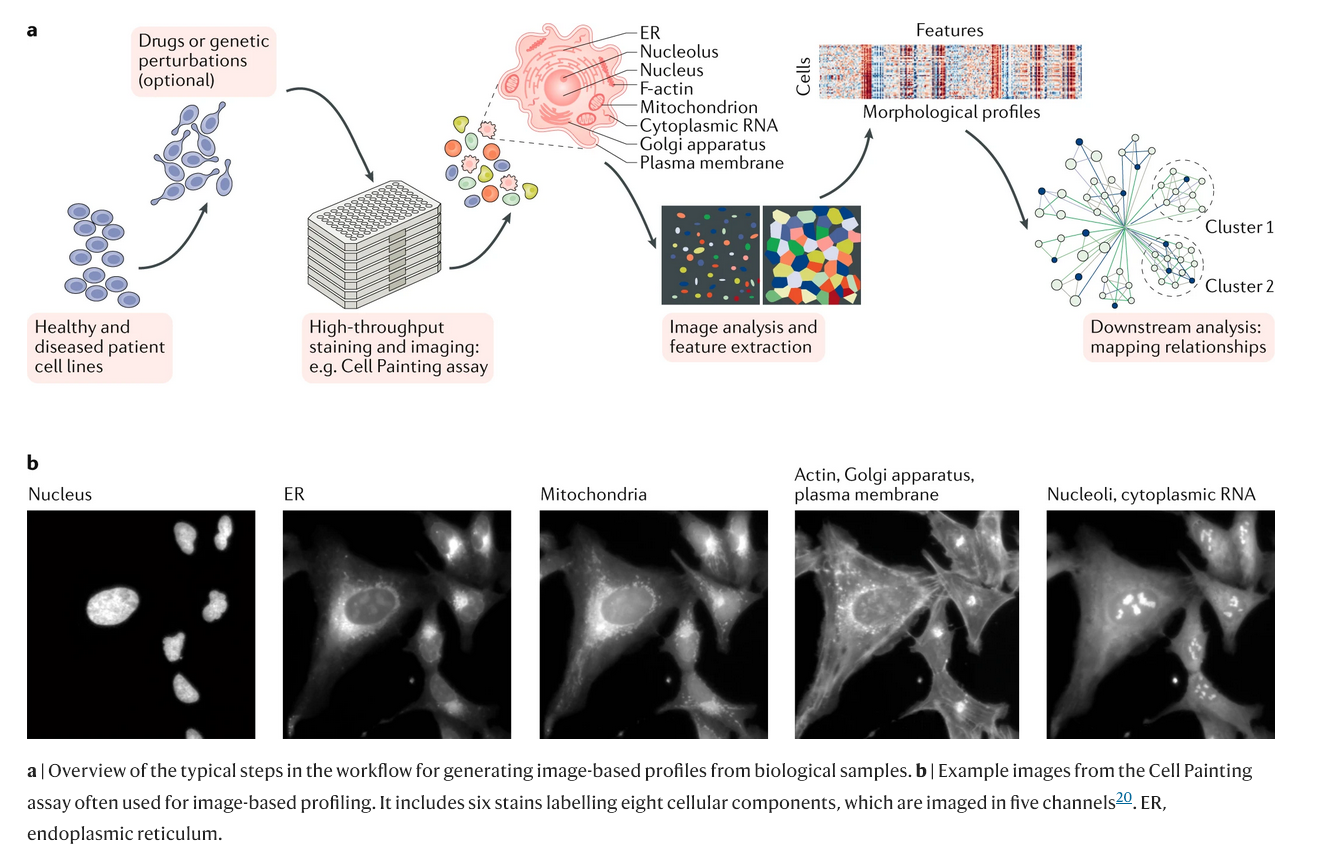 a
Drugs or genetic
perturbations
(optional)
Healthy and
diseased patient
cell lines
High-throughput
staining and imaging:
e.g. Cell Painting assay
ER
Nucleolus
Nucleus
F-actin
Mitochondrion
Cytoplasmic RNA
Golgi apparatus
Plasma membrane
Image analysis and
feature extraction
Features
Cells
Morphological profiles
Cluster 1
Cluster 2
Downstream analysis:
mapping relationships
b
Nucleus
ER
Mitochondria
Actin, Golgi apparatus,
plasma membrane
Nucleoli, cytoplasmic RNA
a | Overview of the typical steps in the workflow for generating image-based profiles from biological samples. b | Example images from the Cell Painting
assay often used for image-based profiling. It includes six stains labelling eight cellular components, which are imaged in five channels20. ER,
endoplasmic reticulum.